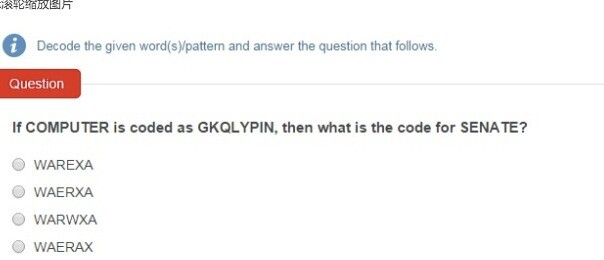 滚轮缩放图片
i Decode the given word(s)/pattern and answer the question that follows.
Question
If COMPUTER is coded as GKQLYPIN, then what is the code for SENATE?
WAREXA
WAERXA
WARWXA
WAERAX